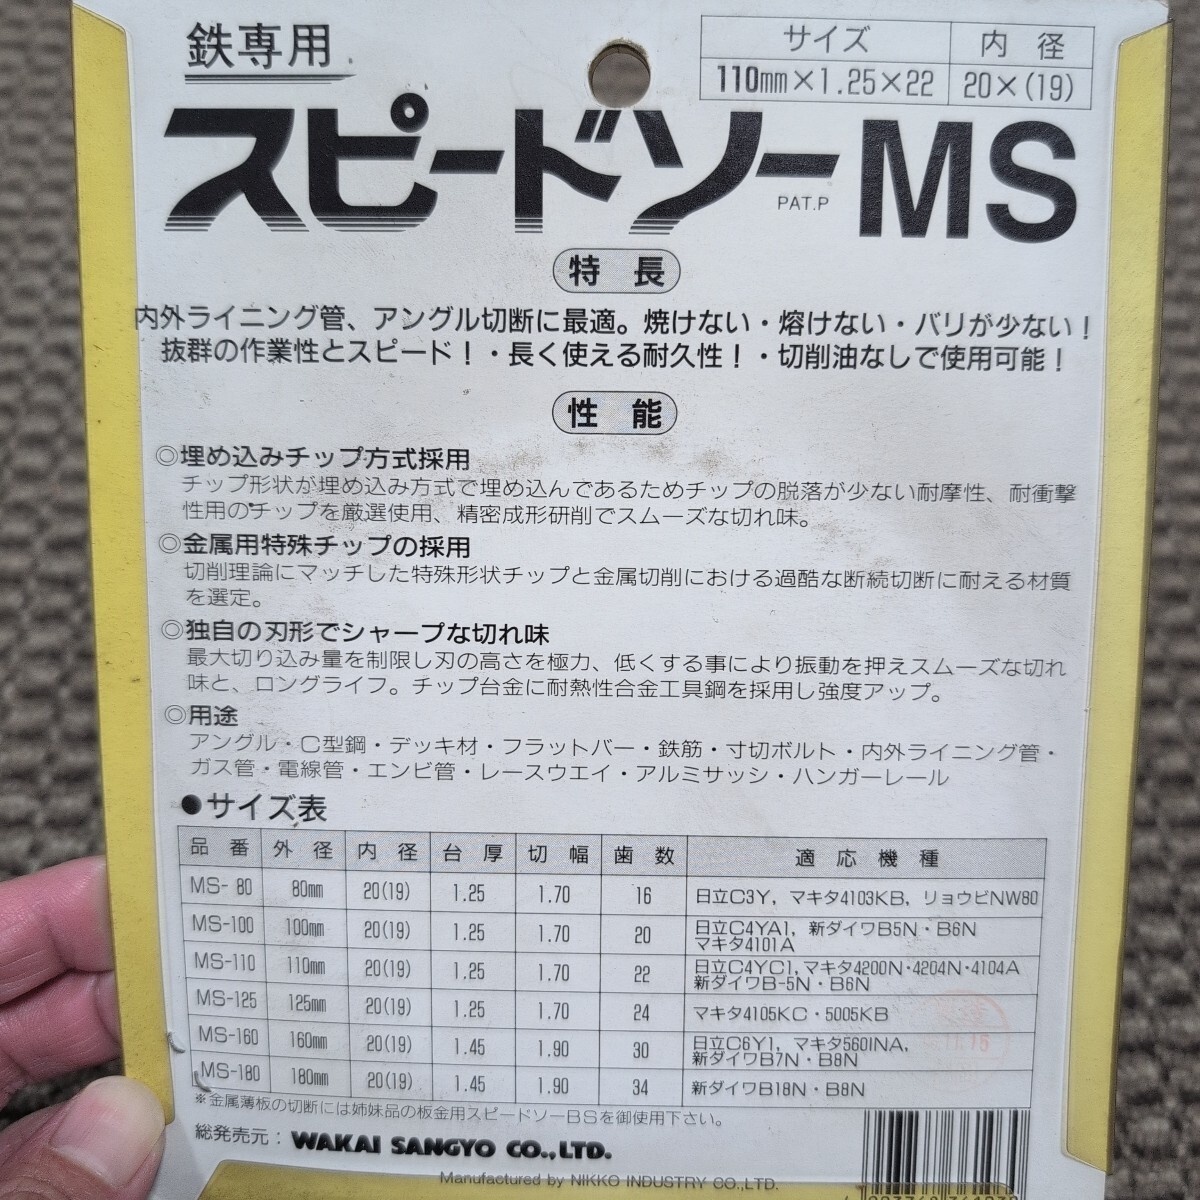 鉄専用
サイズ 内径
110mm×1.25×22 20×(19)
スピードソーMS
PAT.P
特長
内外ライニング管、アングル切断に最適。焼けない・熔けない・バリが少ない!
抜群の作業性とスピード!・長く使える耐久性!・切削油なしで使用可能!
性能
◎埋め込みチップ方式採用
チップ形状が埋め込み方式で埋め込んであるためチップの脱落が少ない耐摩性、耐衝撃
性用のチップを厳選使用、精密成形研削でスムーズな切れ味。
◎金属用特殊チップの採用
切削理論にマッチした特殊形状チップと金属切削における過酷な断続切断に耐える材質
を選定。
◎独自の刃形でシャープな切れ味
最大切り込み量を制限し刃の高さを極力、低くする事により振動を押えスムーズな切れ
味と、ロングライフ。チップ台金に耐熱性合金工具鋼を採用し強度アップ。
◎用途
アングル・C型鋼・デッキ材・フラットバー・鉄筋・寸切ボルト・内外ライニング管・
ガス管・電線管・エンビ管・レースウエイ・アルミサッシ・ハンガーレール
●サイズ表
品番 外径 内径 台厚 切幅 歯数 適応機種
MS-80 80mm 20(19) 1.25 1.70 16 日立C3Y, マキタ4103KB, リョウビNW80
MS-100 100mm 20(19) 1.25 1.70 20 日立C4YA1, 新ダイワB5N・B6N
マキタ4101A
MS-110 110mm 20(19) 1.25 1.70 22 日立C4YC1, マキタ4200N・4204N・4104A
新ダイワB-5N・B6N
MS-125 125mm 20(19) 1.25 1.70 24 マキタ4105KC・5005KB
MS-160 160mm 20(19) 1.45 1.90 30 日立C6Y1, マキタ5601NA,
新ダイワB7N・B8N
MS-180 180mm 20(19) 1.45 1.90 34 新ダイワB18N・B8N
※金属薄板の切断には姉妹品の板金用スピードソーBSを御使用下さい。
総発売元: WAKAI SANGYO CO.,LTD.
Manufactured by NIKKO INDUSTRY CO.,LTD.